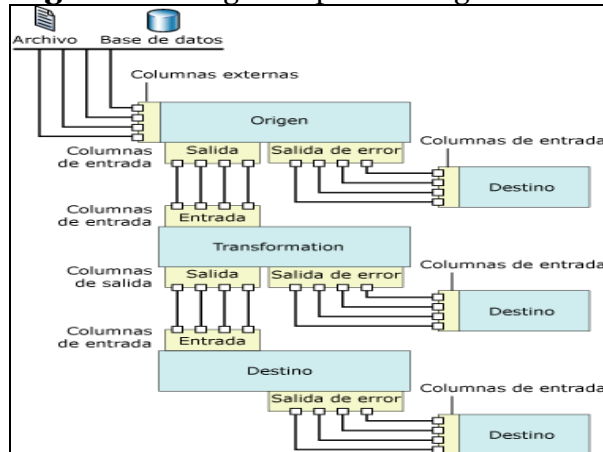 Archivo Base de datos
Columnas externas
Origen
Columnas
de entrada
Salida
Salida de error
Columnas de entrada
Destino
Columnas
de entrada
Entrada
Transformation
Columnas
de salida
Salida
Salida de error
Columnas de entrada
Destino
Columnas
de entrada
Entrada
Destino
Salida de error
Columnas de entrada
Destino